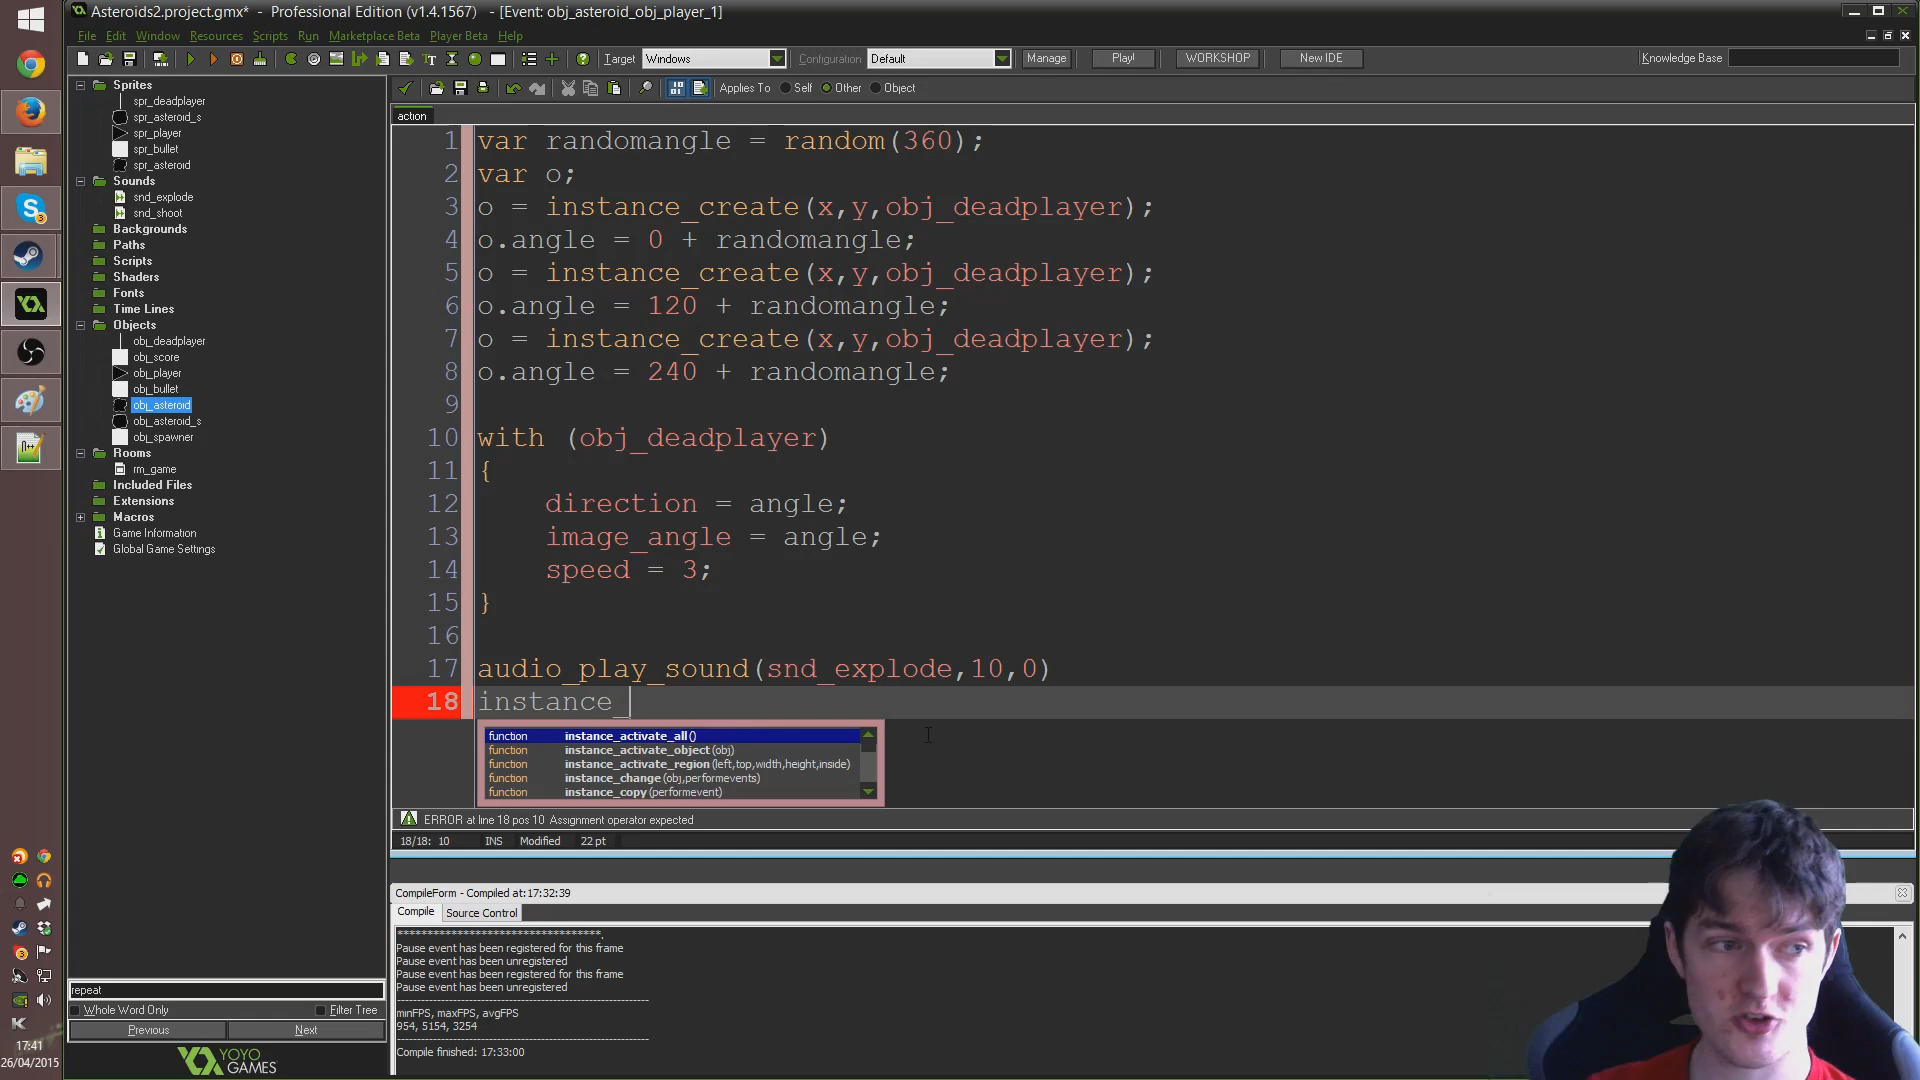 Asteroids2.project.gmx* - Professional Edition (v1.4.1567) - [Event: obj_asteroid_obj_player_1]
File Edit Window Resources Scripts Run Marketplace Beta Player Beta Help
Target Windows Configuration Default Manage Play! WORKSHOP New IDE Knowledge Base
Applies To Self Other Object
action
Sprites
spr_deadplayer
spr_asteroid_s
spr_player
spr_bullet
spr_asteroid
Sounds
snd_explode
snd_shoot
Backgrounds
Paths
Scripts
Shaders
Fonts
Time Lines
Objects
obj_deadplayer
obj_score
obj_player
obj_bullet
obj_asteroid
obj_asteroid_s
obj_spawner
Rooms
rm_game
Included Files
Extensions
Macros
Game Information
Global Game Settings
1 var randomangle = random(360);
2 var o;
3 o = instance_create(x,y,obj_deadplayer);
4 o.angle = 0 + randomangle;
5 o = instance_create(x,y,obj_deadplayer);
6 o.angle = 120 + randomangle;
7 o = instance_create(x,y,obj_deadplayer);
8 o.angle = 240 + randomangle;
9
10 with (obj_deadplayer)
11 {
12 direction = angle;
13 image_angle = angle;
14 speed = 3;
15 }
16
17 audio_play_sound(snd_explode,10,0)
18 instance_
function instance_activate_all()
function instance_activate_object(obj)
function instance_activate_region(left,top,width,height,inside)
function instance_change(obj,performevents)
function instance_copy(performevent)
ERROR at line 18 pos 10 Assignment operator expected
18/18: 10 INS Modified 22 pt
CompileForm - Compiled at:17:32:39
Compile Source Control
**********************************.
Pause event has been registered for this frame
Pause event has been unregistered
Pause event has been registered for this frame
Pause event has been unregistered
------------------------------------------------------------
minFPS, maxFPS, avgFPS
954, 5154, 3254
------------------------------------------------------------
Compile finished: 17:33:00
repeat
Whole Word Only Filter Tree
Previous Next
YOYO
GAMES
17:41
26/04/2015